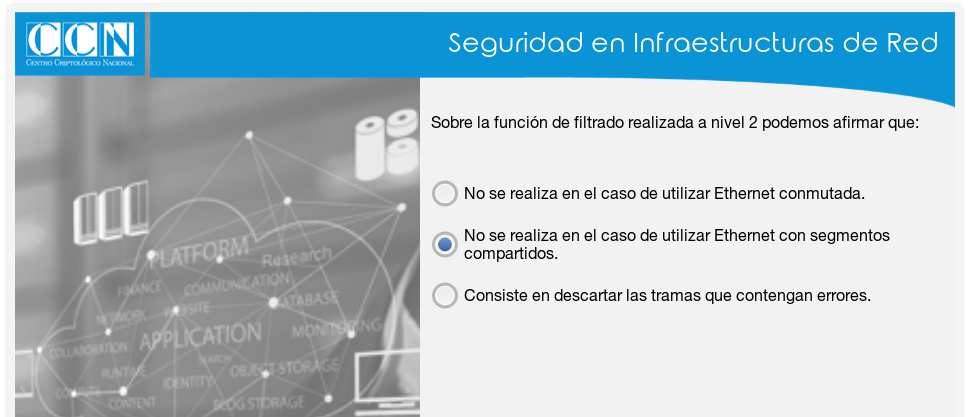 CCN
CENTRO CRIPTOLÓGICO NACIONAL
Seguridad en Infraestructuras de Red
Sobre la función de filtrado realizada a nivel 2 podemos afirmar que:
No se realiza en el caso de utilizar Ethernet conmutada.
No se realiza en el caso de utilizar Ethernet con segmentos
compartidos.
Consiste en descartar las tramas que contengan errores.
PLATFORM
Research
FINANCE
COMMUNICATION
NETWORK
WEBSITE
DATABASE
APPLICATION
MONITORING
COLLABORATION
SEARCH
RUNTIME
OBJECT STORAGE
IDENTITY
COMPUTE
CONTENT
BLOG STORAGE